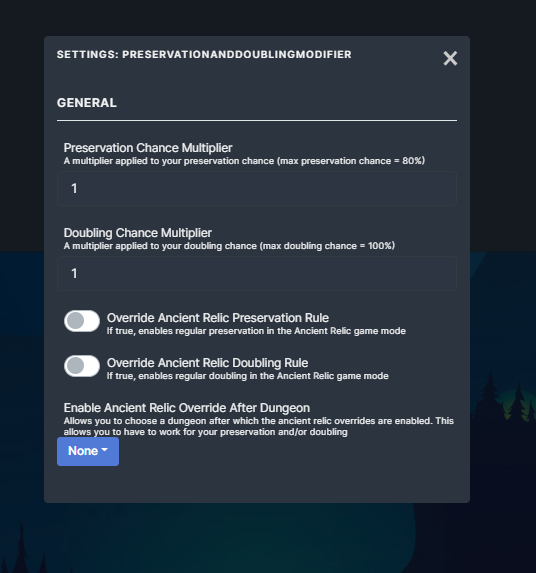 SETTINGS: PRESERVATIONANDDOUBLINGMODIFIER
GENERAL
Preservation Chance Multiplier
A multiplier applied to your preservation chance (max preservation chance = 80%)
1
Doubling Chance Multiplier
A multiplier applied to your doubling chance (max doubling chance = 100%)
1
Override Ancient Relic Preservation Rule
If true, enables regular preservation in the Ancient Relic game mode
Override Ancient Relic Doubling Rule
If true, enables regular doubling in the Ancient Relic game mode
Enable Ancient Relic Override After Dungeon
Allows you to choose a dungeon after which the ancient relic overrides are enabled. This
allows you to have to work for your preservation and/or doubling
None